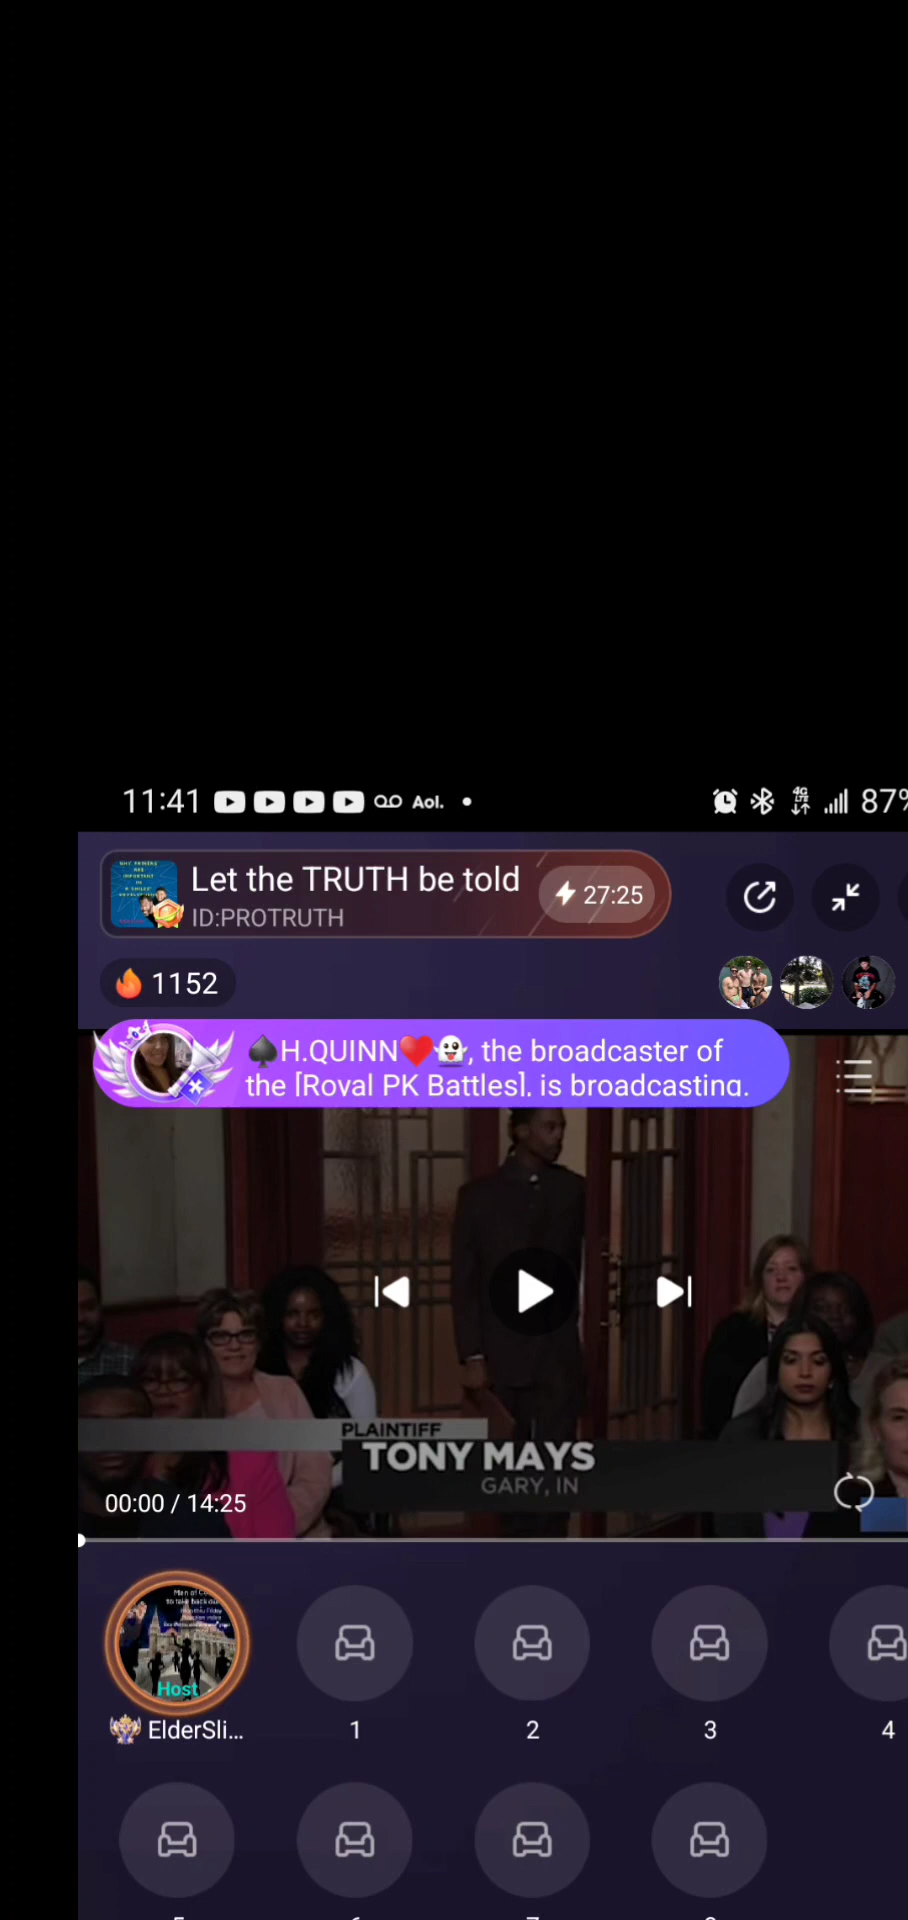 11:41 Aol. 4G LTE 87%
Let the TRUTH be told
27:25
ID:PROTRUTH
1152
♠H.QUINN❤️👻, the broadcaster of
the [Royal PK Battles], is broadcasting.
PLAINTIFF
TONY MAYS
GARY, IN
00:00 / 14:25
Host
ElderSli...
1
2
3
4